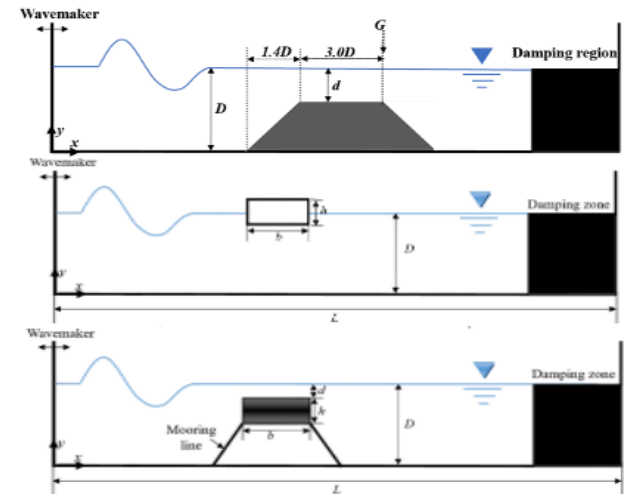 Wavemaker
G
1.4D
3.0D
Damping region
d
D
y
x
Wavemaker
h
Damping zone
b
D
y
x
L
Wavemaker
Damping zone
d
h
Mooring
line
b
D
y
x
L